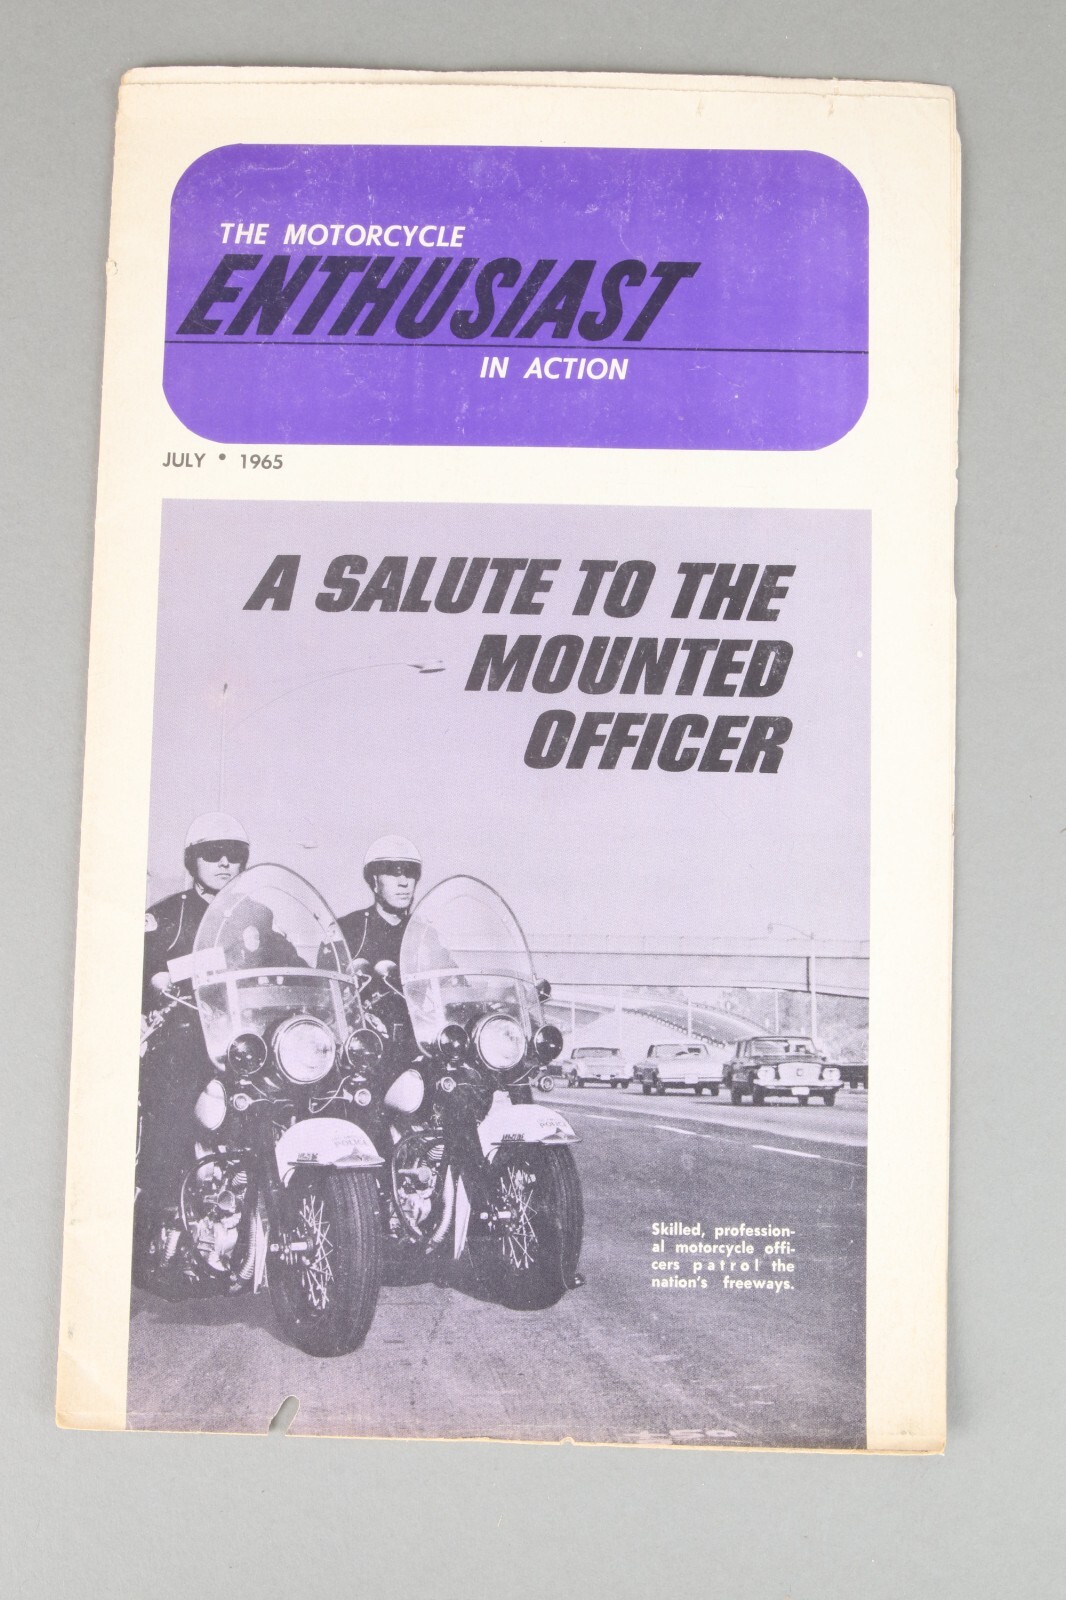 THE MOTORCYCLE
ENTHUSIAST
IN ACTION
JULY • 1965
A SALUTE TO THE
MOUNTED
OFFICER
POLICE
Skilled, profession-
al motorcycle offi-
cers patrol the
nation's freeways.